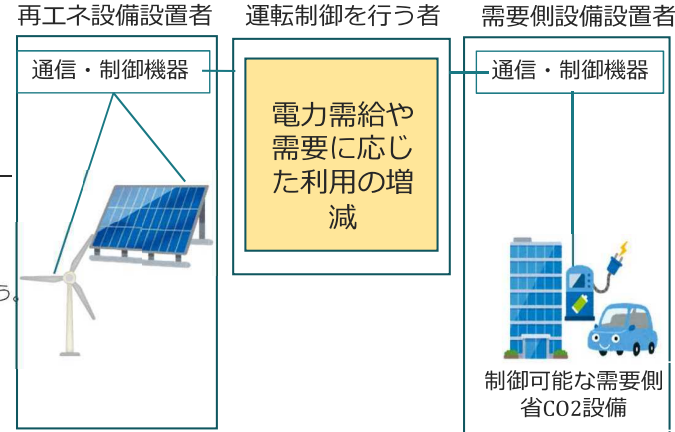 再エネ設備設置者
運転制御を行う者
需要側設備設置者
通信・制御機器
電力需給や
需要に応じ
た利用の増
減
通信・制御機器
う。
制御可能な需要側
省CO2設備